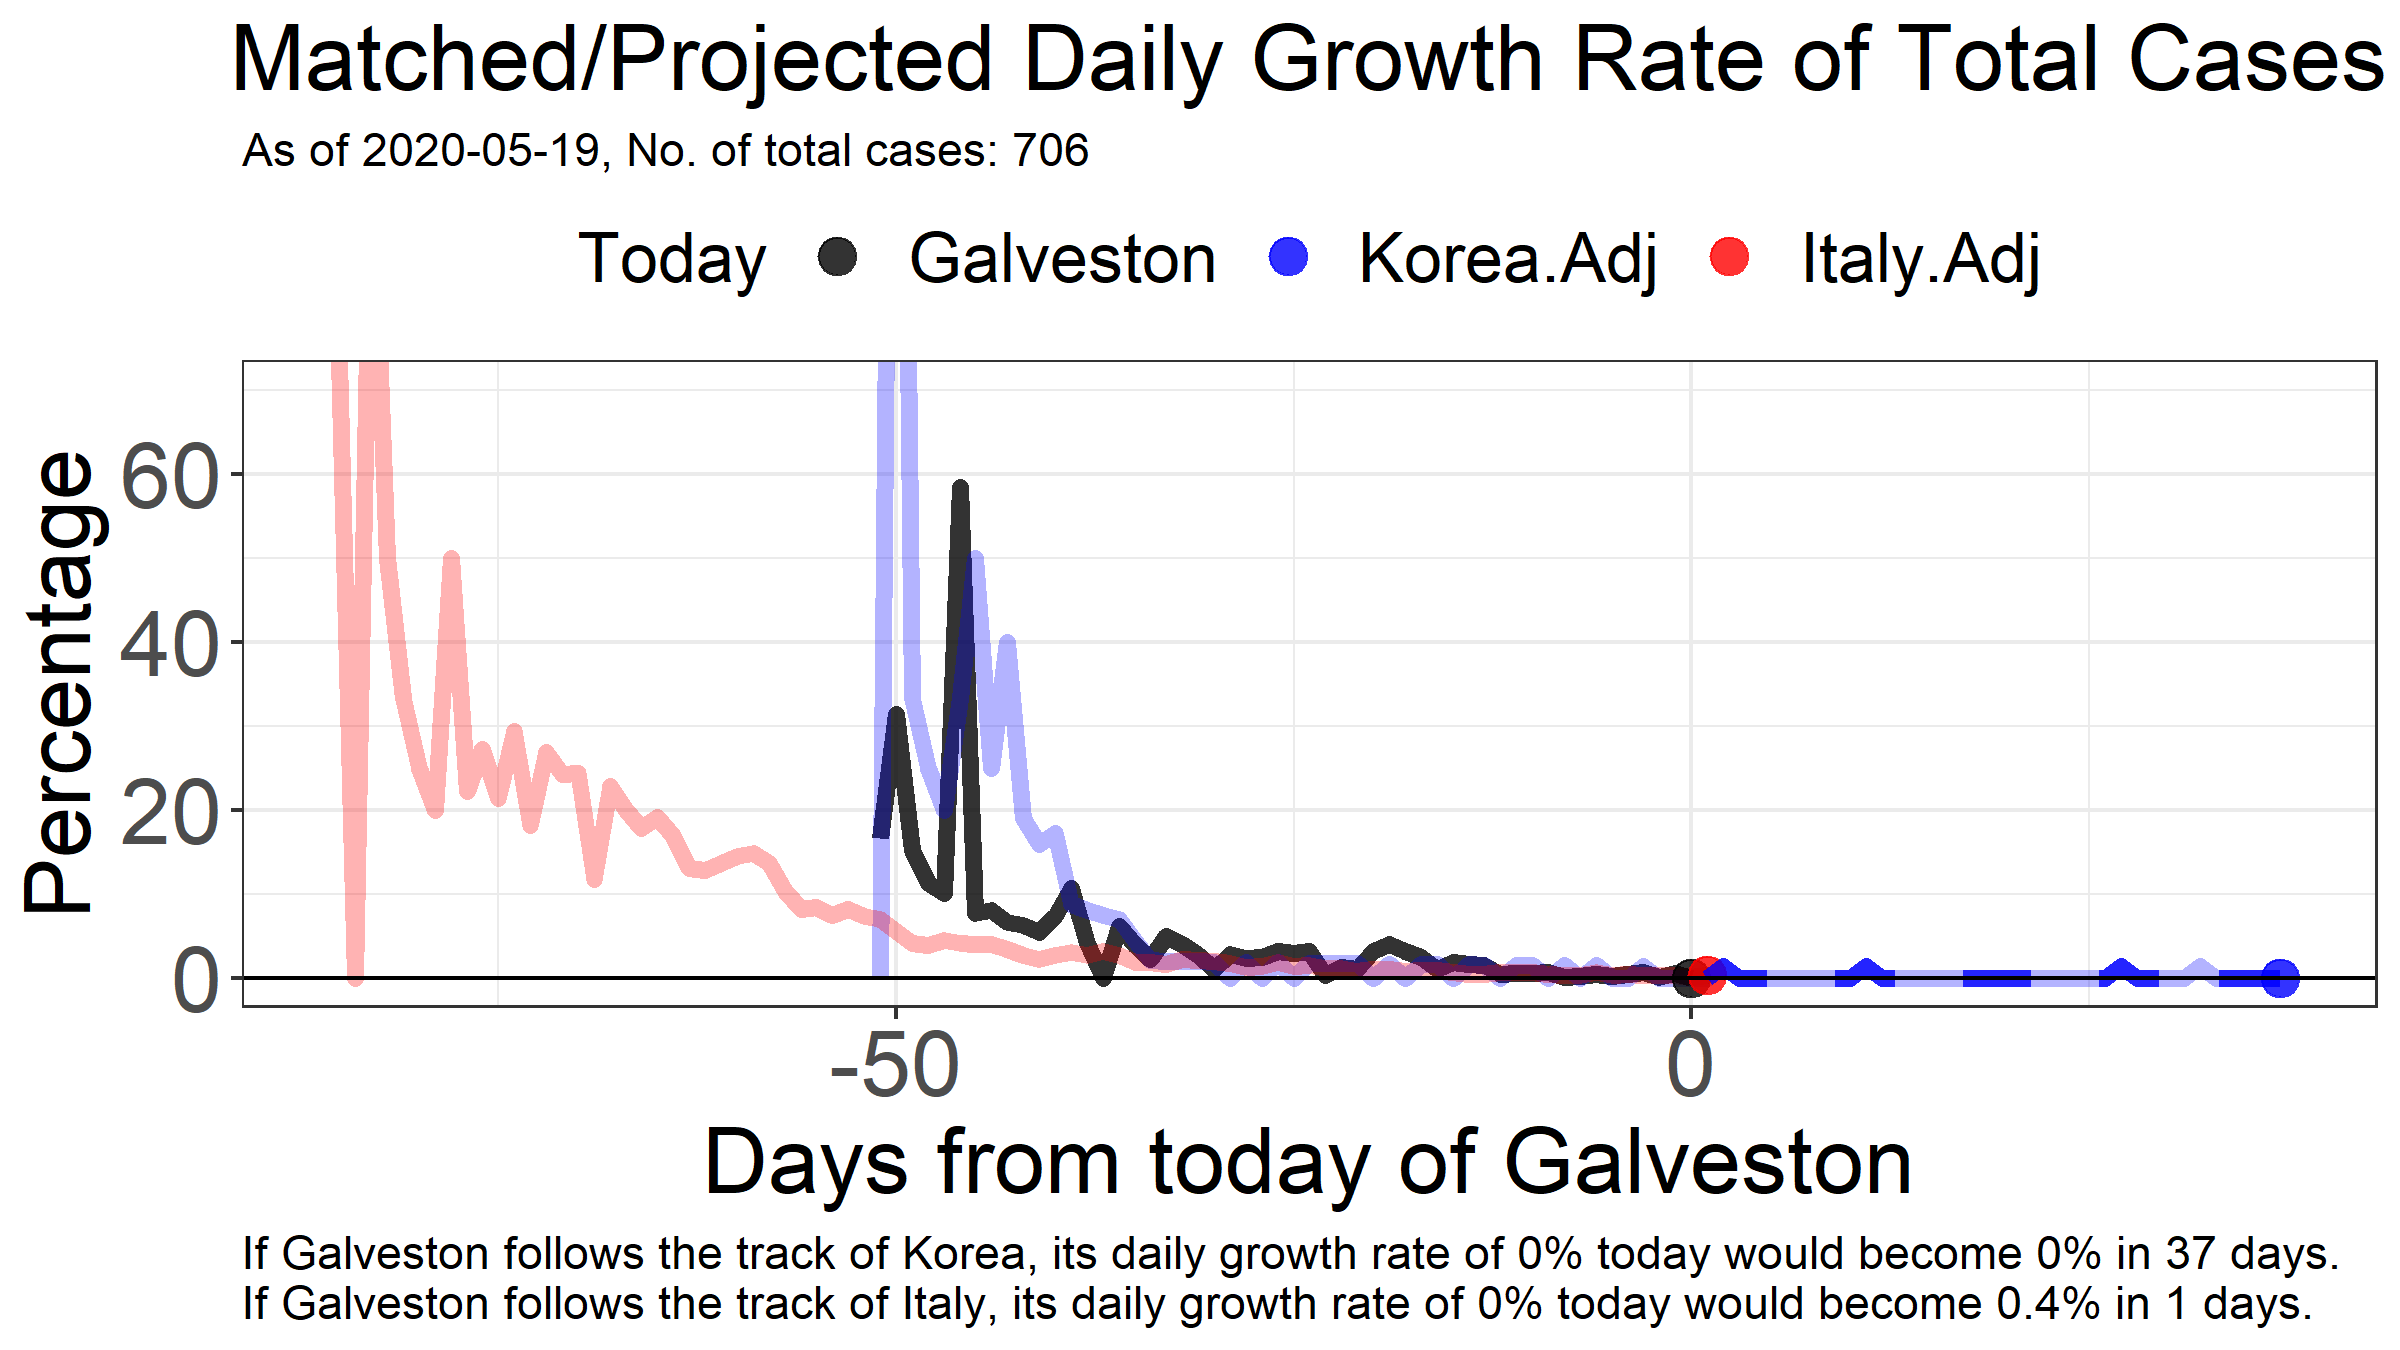 Matched/Projected Daily Growth Rate of Total Cases
As of 2020-05-19, No. of total cases: 706
Today Galveston Korea.Adj Italy.Adj
Percentage
60
40
20
0
-50 0
Days from today of Galveston
If Galveston follows the track of Korea, its daily growth rate of 0% today would become 0% in 37 days.
If Galveston follows the track of Italy, its daily growth rate of 0% today would become 0.4% in 1 days.